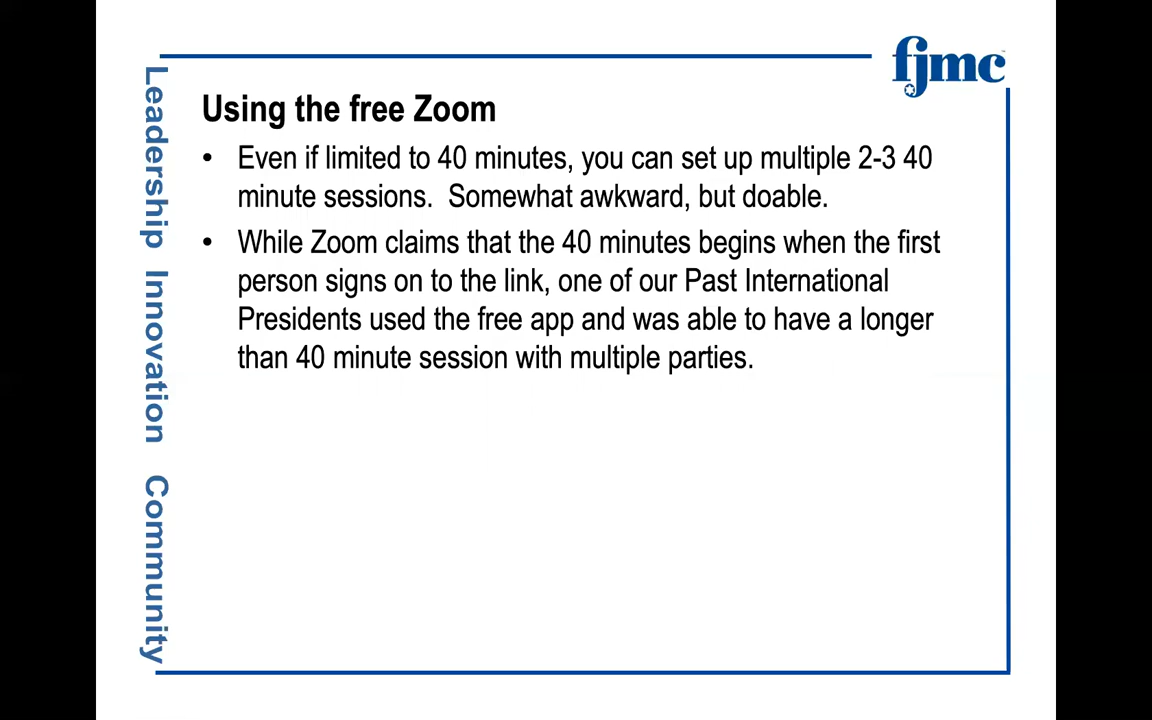 fjmc
Leadership Innovation Community
Using the free Zoom
• Even if limited to 40 minutes, you can set up multiple 2-3 40
minute sessions.  Somewhat awkward, but doable.
• While Zoom claims that the 40 minutes begins when the first
person signs on to the link, one of our Past International
Presidents used the free app and was able to have a longer
than 40 minute session with multiple parties.